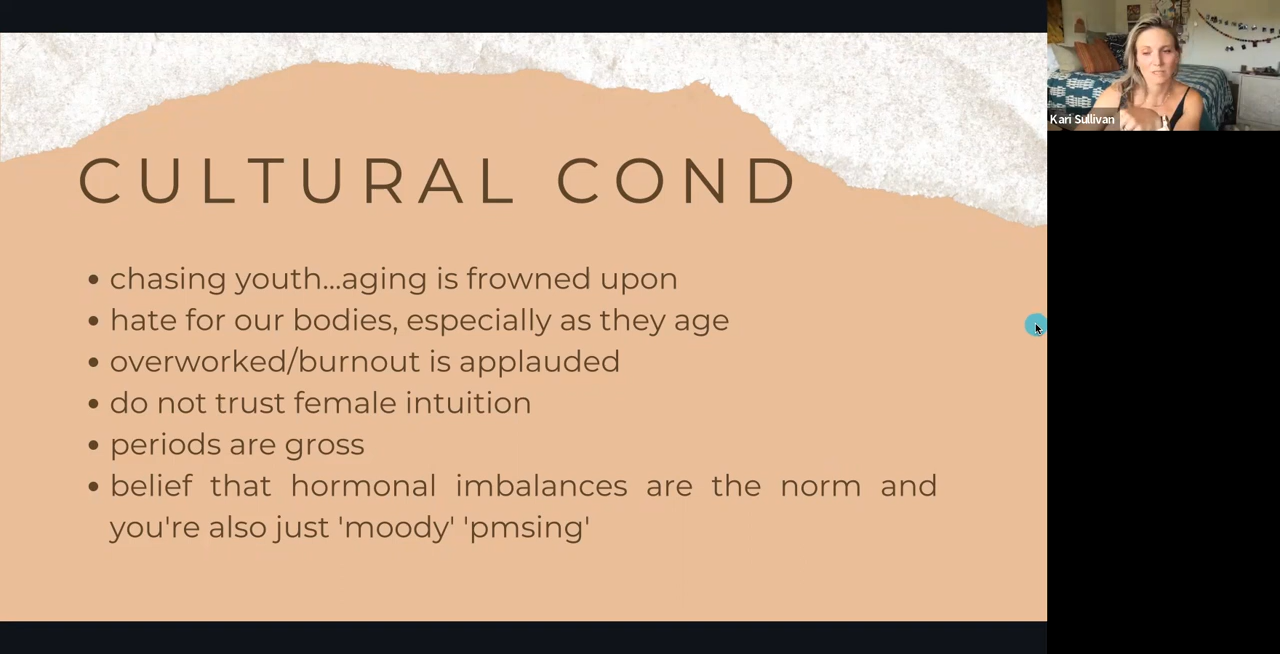 CULTURAL COND
• chasing youth...aging is frowned upon
• hate for our bodies, especially as they age
• overworked/burnout is applauded
• do not trust female intuition
• periods are gross
• belief that hormonal imbalances are the norm and
you're also just 'moody' 'pmsing'
Kari Sullivan